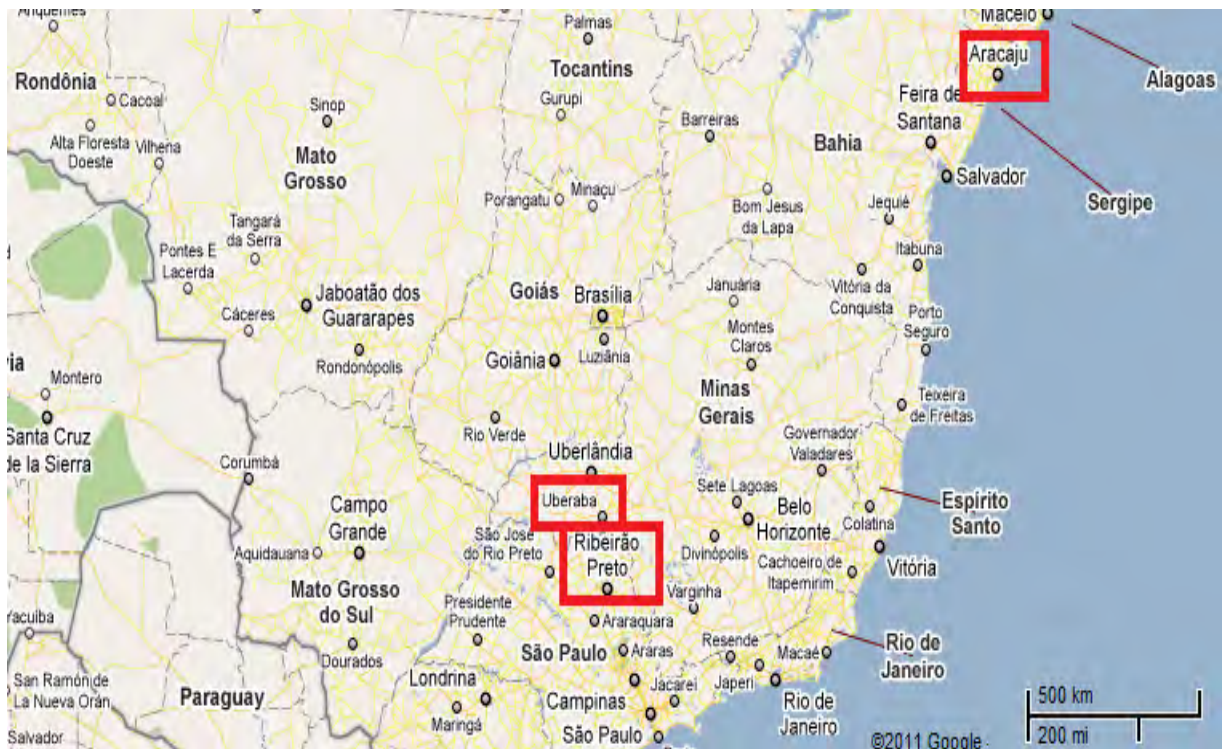 Ariquemes
Palmas
Maceió
Aracaju
Tocantins
Rondônia
Alagoas
Cacoal
Sinop
Gurupi
Feira de
Santana
Barreiras
Alta Floresta
Doeste
Vilhena
Mato
Grosso
Bahia
Salvador
Minaçu
Porangatu
Bom Jesus
da Lapa
Jequié
Sergipe
Tangará
da Serra
Pontes E
Lacerda
Itabuna
Jaboatão dos
Guararapes
Goiás
Brasília
Januária
Vitória da
Conquista
Cáceres
Porto
Seguro
Montes
Claros
Rondonópolis
Goiânia
Luziânia
Montero
Minas
Gerais
Teixeira
de Freitas
Santa Cruz
de la Sierra
Rio Verde
Governador
Valadares
Uberlândia
Corumbá
Uberaba
Sete Lagoas
Belo
Horizonte
Espírito
Santo
Campo
Grande
Colatina
Ribeirão
Preto
São José
do Rio Preto
Aquidauana
Divinópolis
Cachoeiro de
Itapemirim
Vitória
Mato Grosso
do Sul
Presidente
Prudente
Varginha
Yacuiba
Araraquara
Dourados
São Paulo
Araras
Resende
Macaé
Rio de
Janeiro
San Ramón de
La Nueva Orán
Paraguay
Londrina
Maringá
Campinas
Jacareí
Japeri
Rio de
Janeiro
500 km
200 mi
Salvador
São Paulo
©2011 Google